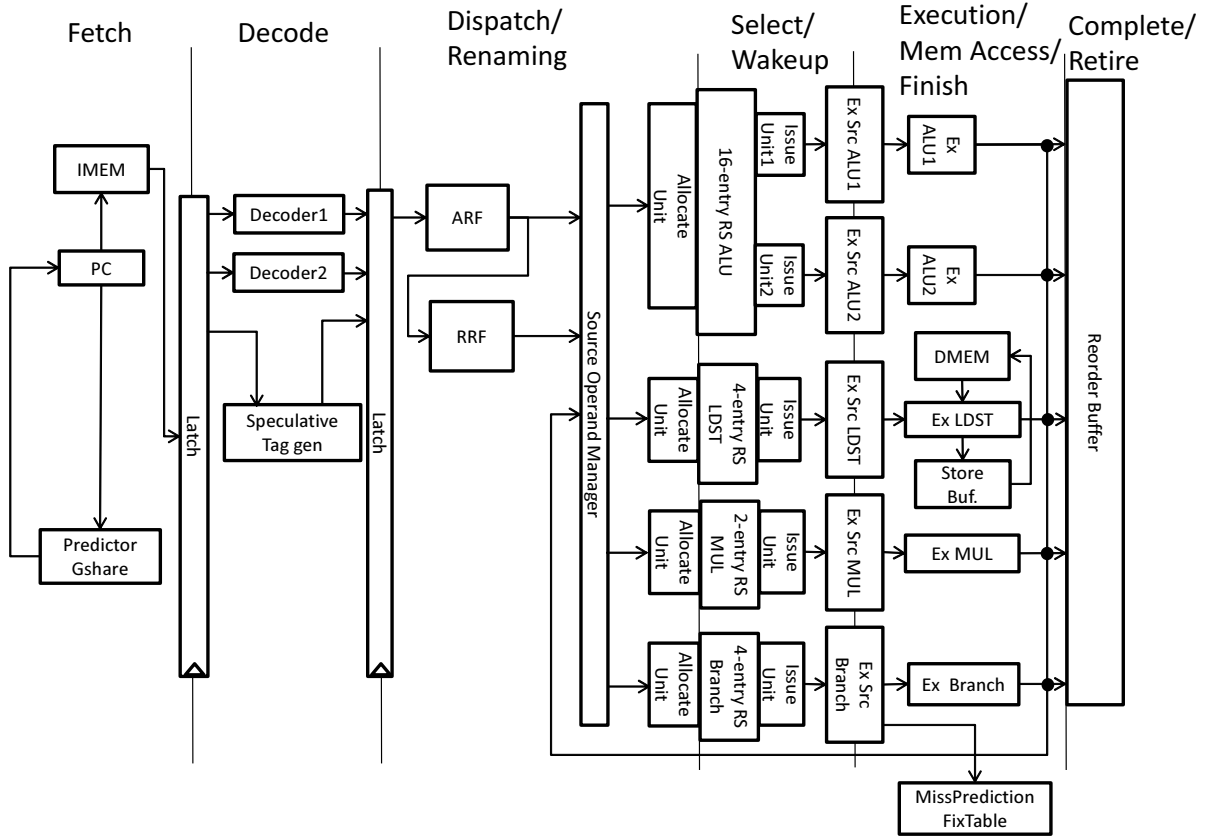 Fetch
Decode
Dispatch/
Renaming
Select/
Wakeup
Execution/
Mem Access/
Finish
Complete/
Retire
IMEM
PC
Predictor
Gshare
Latch
Decoder1
Decoder2
Speculative
Tag gen
Latch
ARF
RRF
Source Operand Manager
Allocate
Unit
16-entry RS ALU
Issue
Unit1
Issue
Unit2
Ex Src ALU1
Ex Src ALU2
Ex
ALU1
Ex
ALU2
Allocate
Unit
4-entry RS
LDST
Issue
Unit
Ex Src LDST
DMEM
Ex LDST
Store
Buf.
Allocate
Unit
2-entry RS
MUL
Issue
Unit
Ex Src MUL
Ex MUL
Allocate
Unit
4-entry RS
Branch
Issue
Unit
Ex Src
Branch
Ex Branch
MissPrediction
FixTable
Reorder Buffer